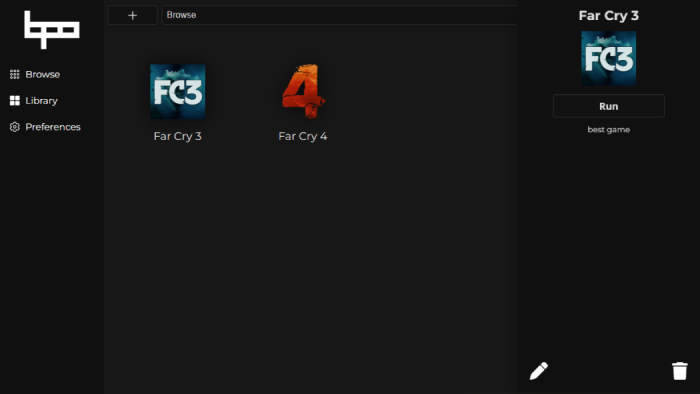 Browse
Library
Preferences
+
Browse
FC3
Far Cry 3
4
Far Cry 4
Far Cry 3
FC3
Run
best game